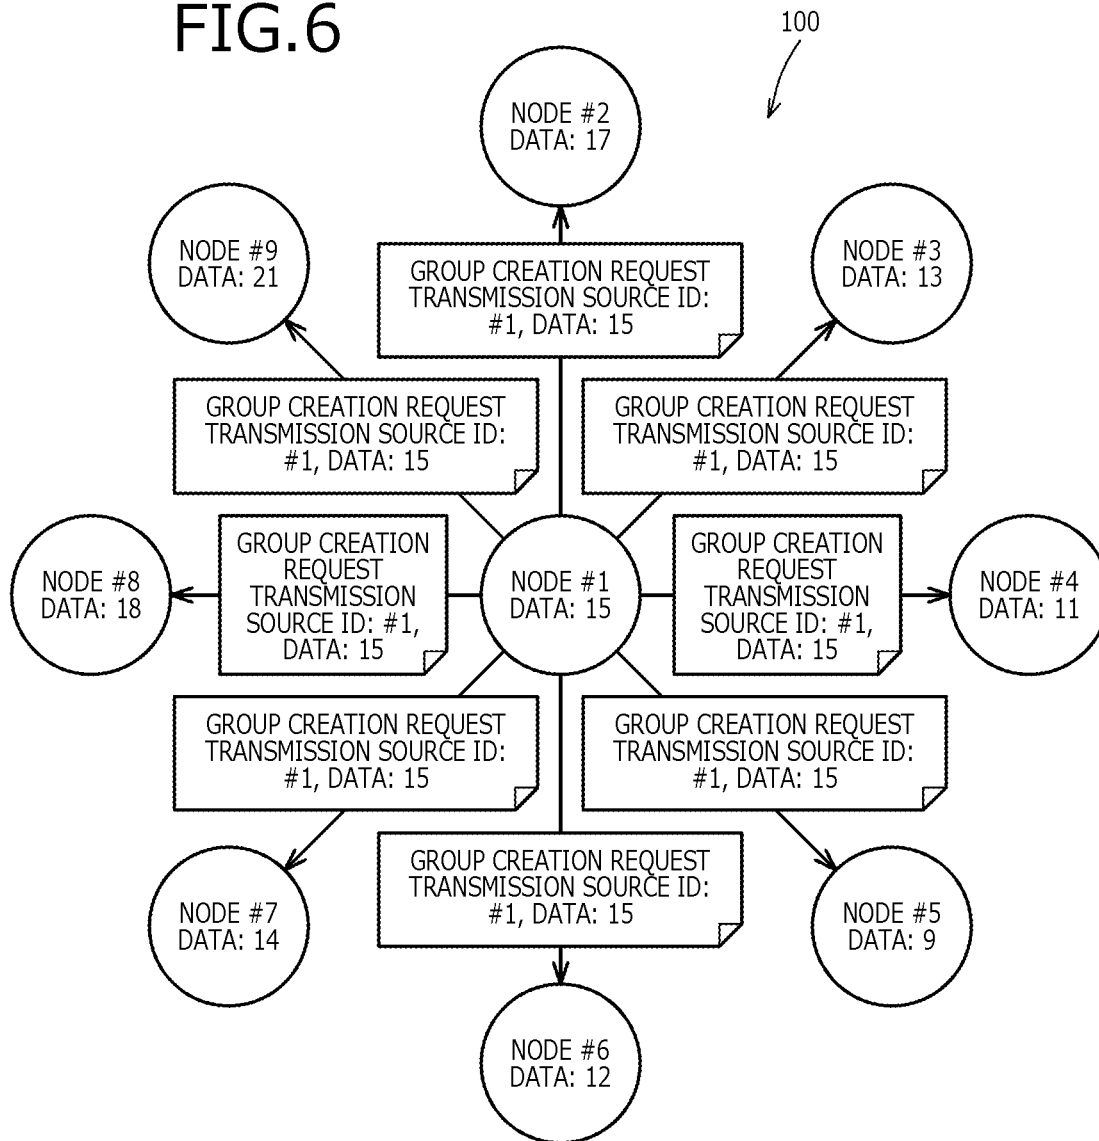 FIG.6
100
NODE #2
DATA: 17
NODE #9
DATA: 21
NODE #3
DATA: 13
GROUP CREATION REQUEST
TRANSMISSION SOURCE ID:
#1, DATA: 15
GROUP CREATION REQUEST
TRANSMISSION SOURCE ID:
#1, DATA: 15
GROUP CREATION REQUEST
TRANSMISSION SOURCE ID:
#1, DATA: 15
NODE #8
DATA: 18
GROUP CREATION
REQUEST
TRANSMISSION
SOURCE ID: #1,
DATA: 15
NODE #1
DATA: 15
GROUP CREATION
REQUEST
TRANSMISSION
SOURCE ID: #1,
DATA: 15
NODE #4
DATA: 11
GROUP CREATION REQUEST
TRANSMISSION SOURCE ID:
#1, DATA: 15
GROUP CREATION REQUEST
TRANSMISSION SOURCE ID:
#1, DATA: 15
GROUP CREATION REQUEST
TRANSMISSION SOURCE ID:
#1, DATA: 15
NODE #7
DATA: 14
NODE #5
DATA: 9
NODE #6
DATA: 12